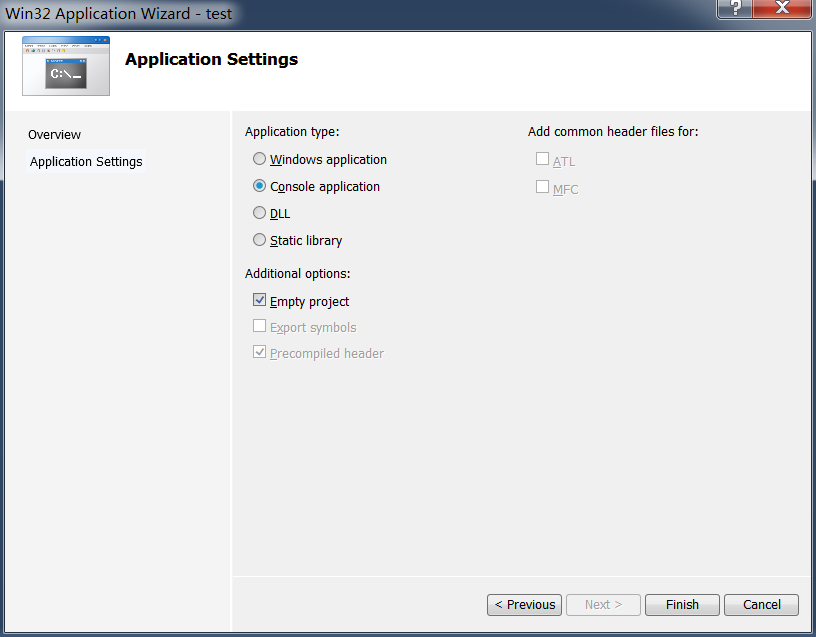 Win32 Application Wizard - test
?
X
C:\_
Application Settings
Overview
Application Settings
Application type:
Windows application
Console application
DLL
Static library
Additional options:
Empty project
Export symbols
Precompiled header
Add common header files for:
ATL
MFC
< Previous
Next >
Finish
Cancel